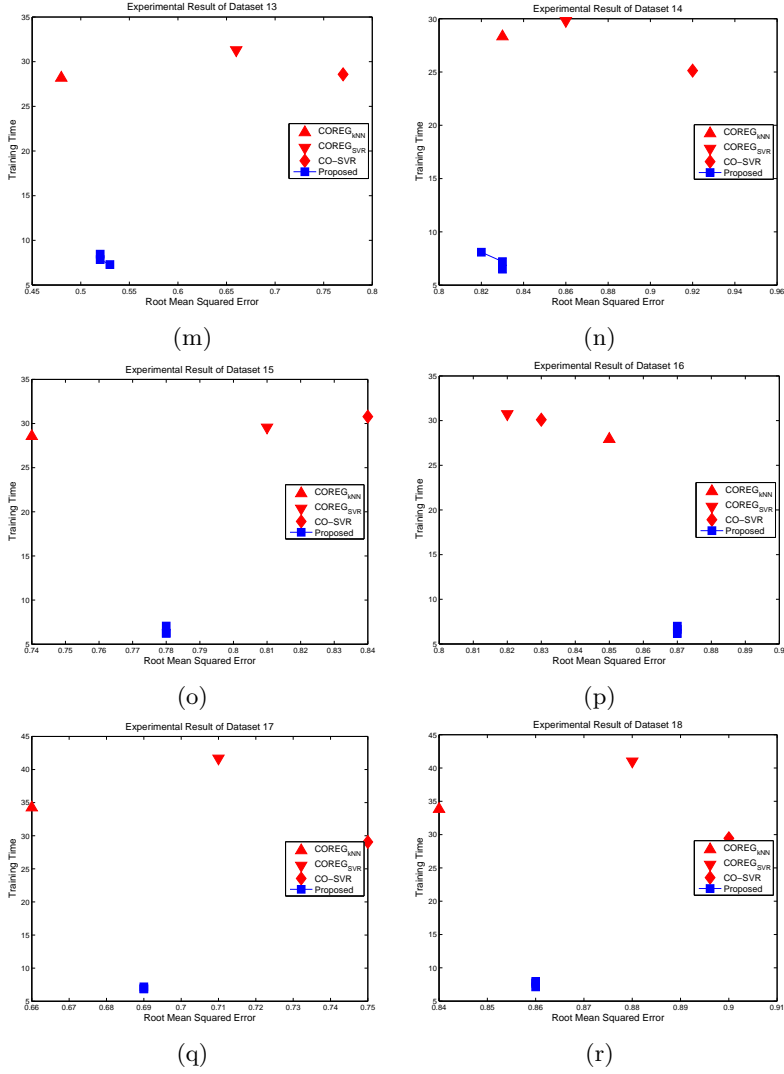 Experimental Result of Dataset 13
45
40
35
30
25
20
15
10
5
Training Time
COREGkNN
COREGSVR
CO-SVR
Proposed
0.45 0.5 0.55 0.6 0.65 0.7 0.75 0.8
Root Mean Squared Error
(m)
Experimental Result of Dataset 14
30
25
20
15
10
5
Training Time
COREGkNN
COREGSVR
CO-SVR
Proposed
0.8 0.82 0.84 0.86 0.88 0.9 0.92 0.94 0.96
Root Mean Squared Error
(n)
Experimental Result of Dataset 15
35
30
25
20
15
10
5
Training Time
COREGkNN
COREGSVR
CO-SVR
Proposed
0.74 0.75 0.76 0.77 0.78 0.79 0.8 0.81 0.82 0.83 0.84
Root Mean Squared Error
(o)
Experimental Result of Dataset 16
35
30
25
20
15
10
5
Training Time
COREGkNN
COREGSVR
CO-SVR
Proposed
0.8 0.81 0.82 0.83 0.84 0.85 0.86 0.87 0.88 0.89 0.9
Root Mean Squared Error
(p)
Experimental Result of Dataset 17
45
40
35
30
25
20
15
10
5
Training Time
COREGkNN
COREGSVR
CO-SVR
Proposed
0.66 0.67 0.68 0.69 0.7 0.71 0.72 0.73 0.74 0.75
Root Mean Squared Error
(q)
Experimental Result of Dataset 18
45
40
35
30
25
20
15
10
5
Training Time
COREGkNN
COREGSVR
CO-SVR
Proposed
0.84 0.85 0.86 0.87 0.88 0.89 0.9 0.91
Root Mean Squared Error
(r)